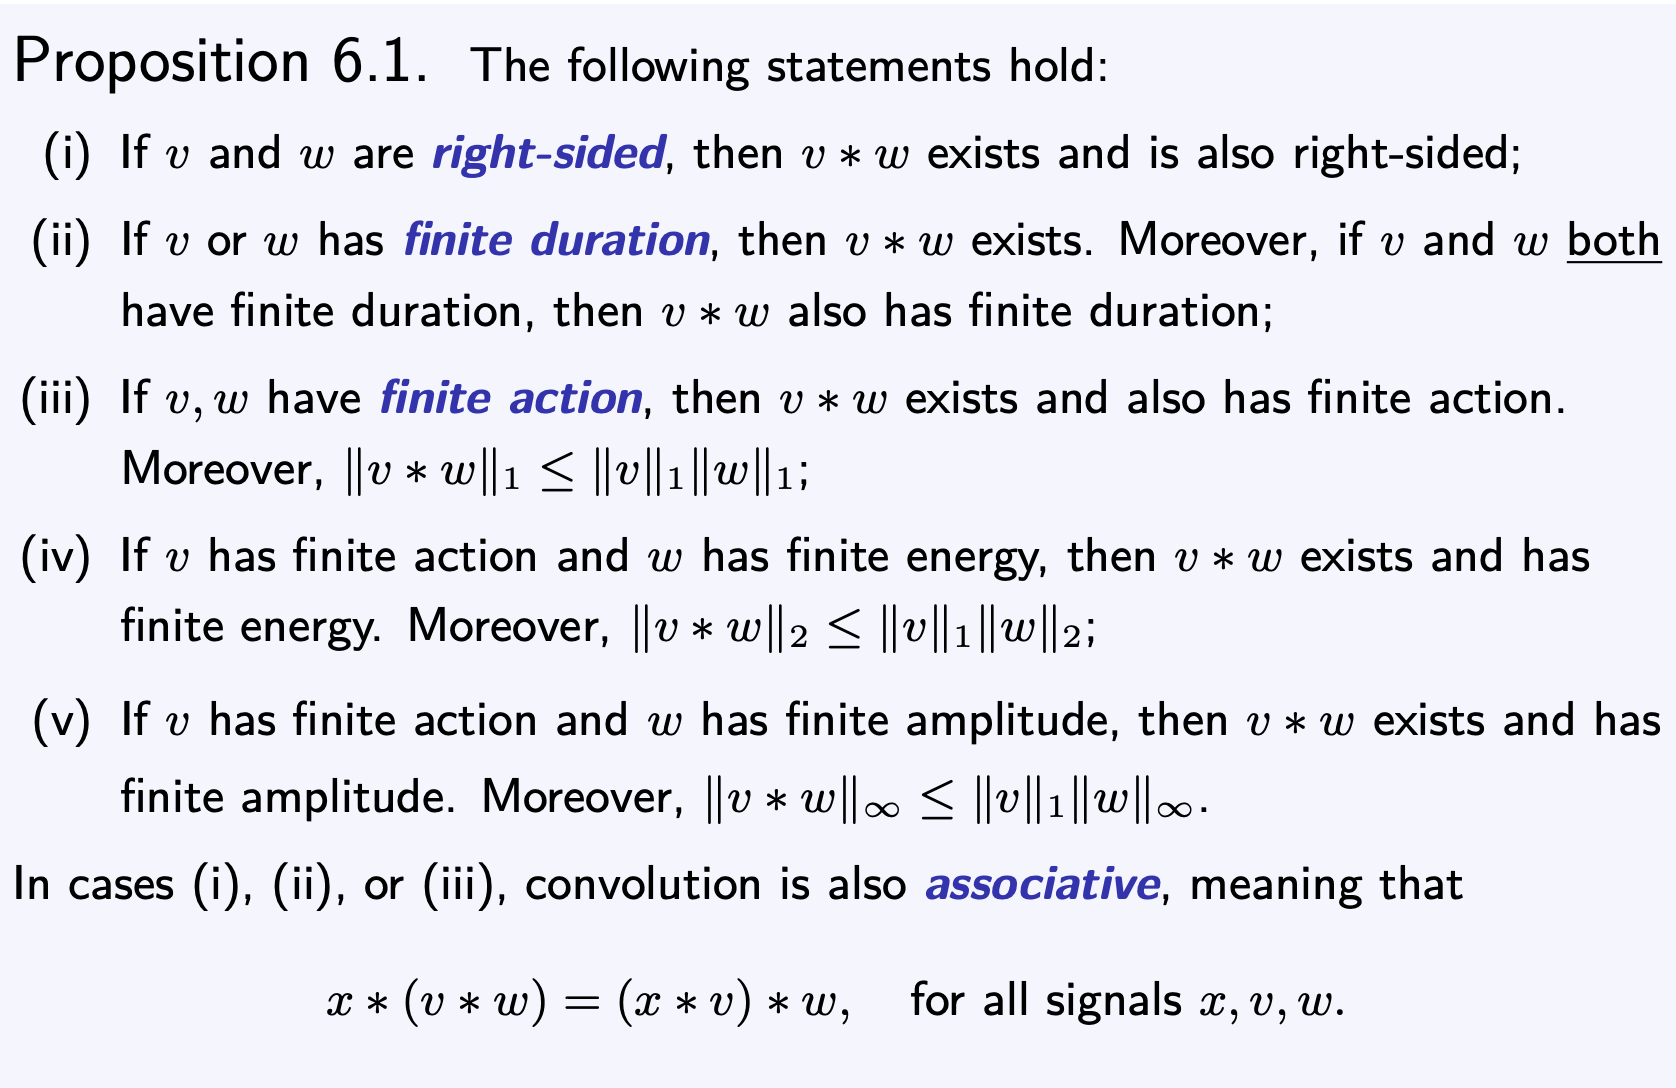 Proposition 6.1. The following statements hold:
(i) If v and w are right-sided, then v ∗ w exists and is also right-sided;
(ii) If v or w has finite duration, then v ∗ w exists. Moreover, if v and w both
have finite duration, then v ∗ w also has finite duration;
(iii) If v, w have finite action, then v ∗ w exists and also has finite action.
Moreover, ‖v ∗ w‖₁ ≤ ‖v‖₁‖w‖₁;
(iv) If v has finite action and w has finite energy, then v ∗ w exists and has
finite energy. Moreover, ‖v ∗ w‖₂ ≤ ‖v‖₁‖w‖₂;
(v) If v has finite action and w has finite amplitude, then v ∗ w exists and has
finite amplitude. Moreover, ‖v ∗ w‖∞ ≤ ‖v‖₁‖w‖∞.
In cases (i), (ii), or (iii), convolution is also associative, meaning that
x ∗ (v ∗ w) = (x ∗ v) ∗ w, for all signals x, v, w.